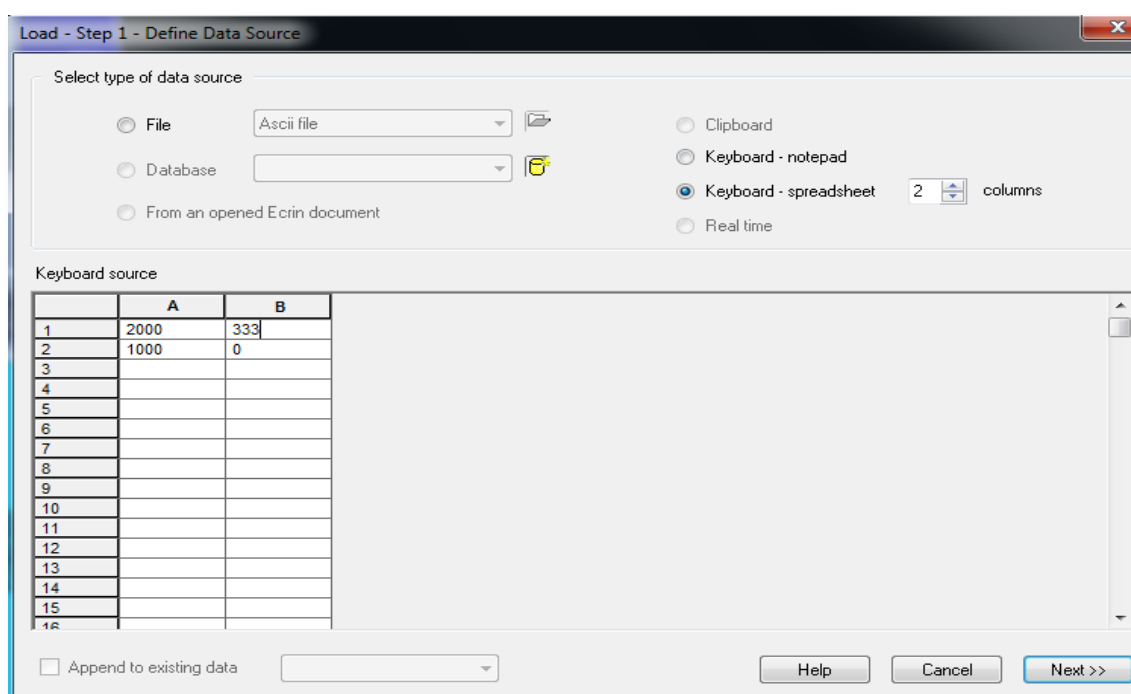 Load - Step 1 - Define Data Source
Select type of data source
File Ascii file Clipboard
Keyboard - notepad
Database
Keyboard - spreadsheet 2 columns
From an opened Ecrin document
Real time
Keyboard source
A B
1 2000 333
2 1000 0
3
4
5
6
7
8
9
10
11
12
13
14
15
16
Append to existing data Help Cancel Next >>